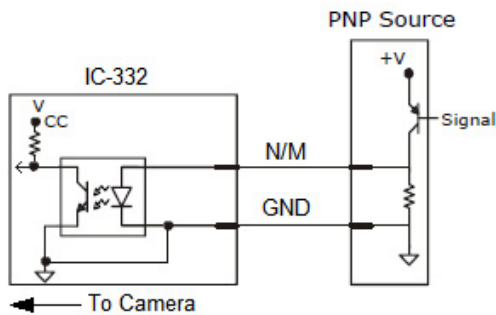 PNP Source
IC-332
+V
V
CC
Signal
N/M
GND
To Camera